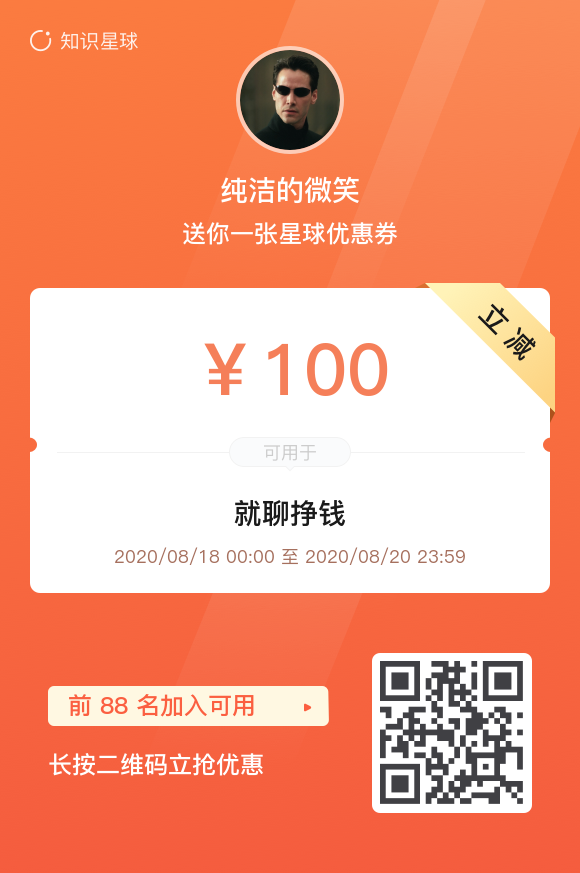 知识星球
纯洁的微笑
送你一张星球优惠券
立减
¥ 100
可用于
就聊挣钱
2020/08/18 00:00 至 2020/08/20 23:59
前 88 名加入可用
长按二维码立抢优惠